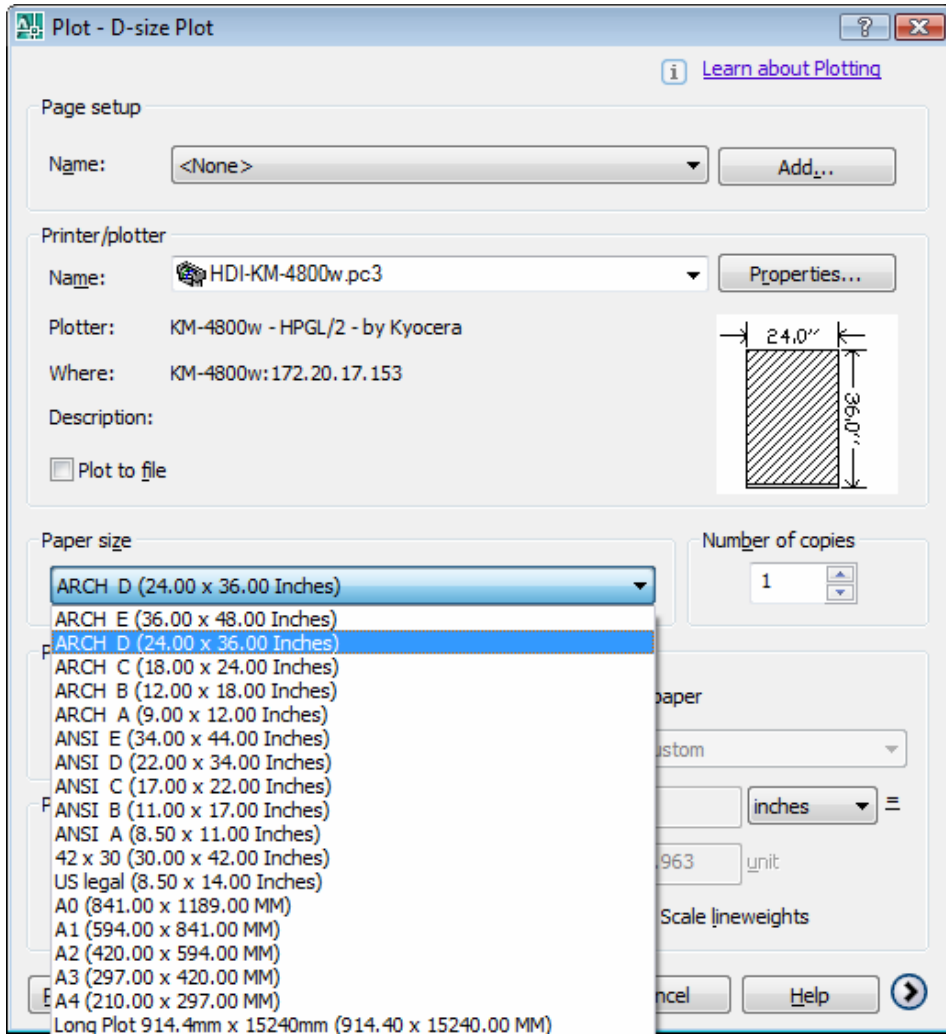 Plot - D-size Plot
Learn about Plotting
Page setup
Name:
<None>
Add...
Printer/plotter
Name:
HDI-KM-4800w.pc3
Properties...
Plotter:
KM-4800w - HPGL/2 - by Kyocera
Where:
KM-4800w:172.20.17.153
Description:
24.0″
36.0″
Plot to file
Paper size
Number of copies
ARCH D (24.00 x 36.00 Inches)
1
ARCH E (36.00 x 48.00 Inches)
ARCH D (24.00 x 36.00 Inches)
ARCH C (18.00 x 24.00 Inches)
ARCH B (12.00 x 18.00 Inches)
paper
ARCH A (9.00 x 12.00 Inches)
ANSI E (34.00 x 44.00 Inches)
ANSI D (22.00 x 34.00 Inches)
ANSI C (17.00 x 22.00 Inches)
ANSI B (11.00 x 17.00 Inches)
inches
=
ANSI A (8.50 x 11.00 Inches)
42 x 30 (30.00 x 42.00 Inches)
.963
unit
US legal (8.50 x 14.00 Inches)
A0 (841.00 x 1189.00 MM)
Scale lineweights
A1 (594.00 x 841.00 MM)
A2 (420.00 x 594.00 MM)
A3 (297.00 x 420.00 MM)
A4 (210.00 x 297.00 MM)
Help
Long Plot 914.4mm x 15240mm (914.40 x 15240.00 MM)